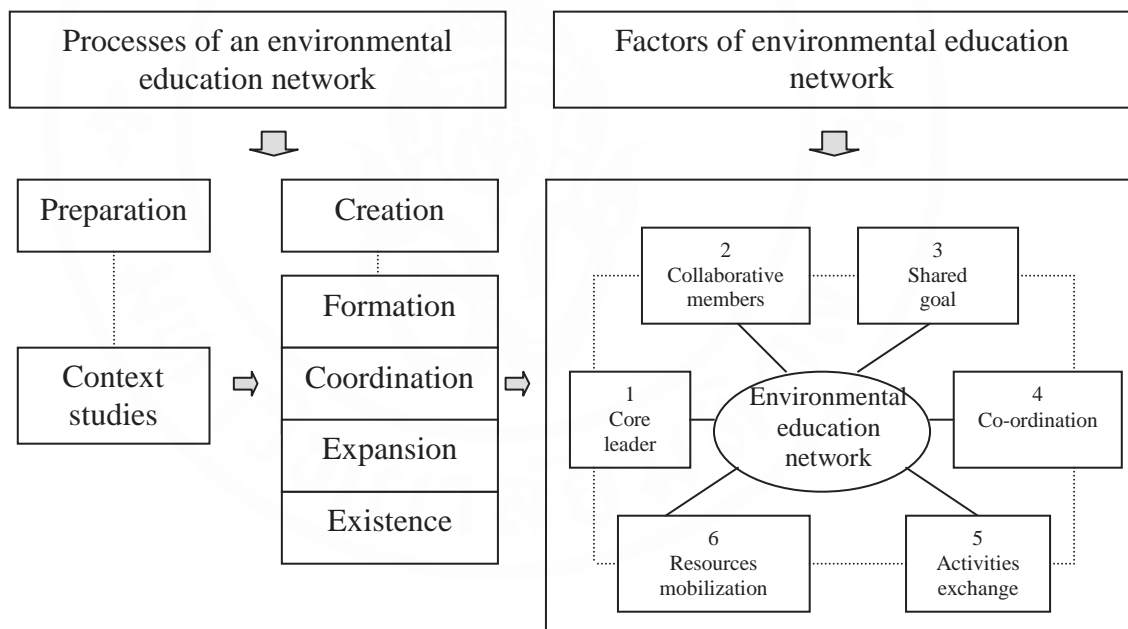 Processes of an environmental
education network
Factors of environmental education
network
Preparation
Creation
Context
studies
Formation
Coordination
Expansion
Existence
2
Collaborative
members
3
Shared
goal
1
Core
leader
Environmental
education
network
4
Co-ordination
6
Resources
mobilization
5
Activities
exchange